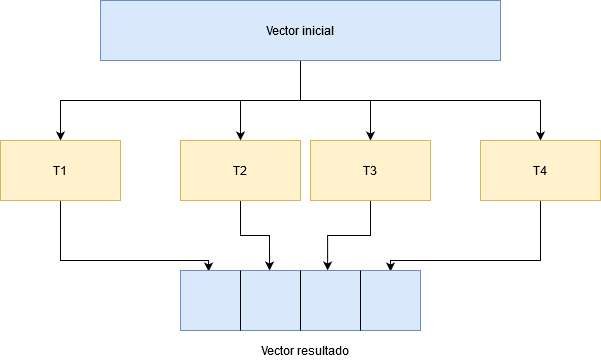 Vector inicial
T1
T2
T3
T4
Vector resultado